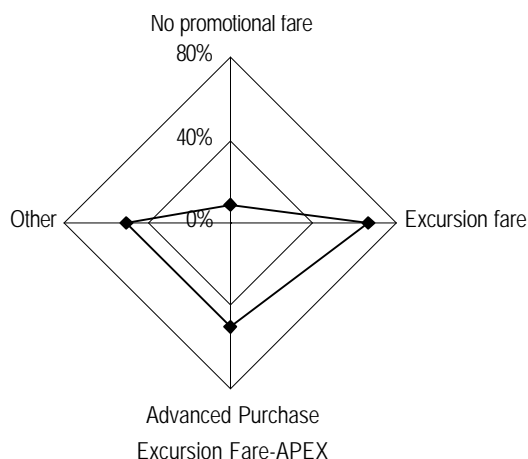 No promotional fare
80%
40%
Other
0%
Excursion fare
Advanced Purchase
Excursion Fare-APEX